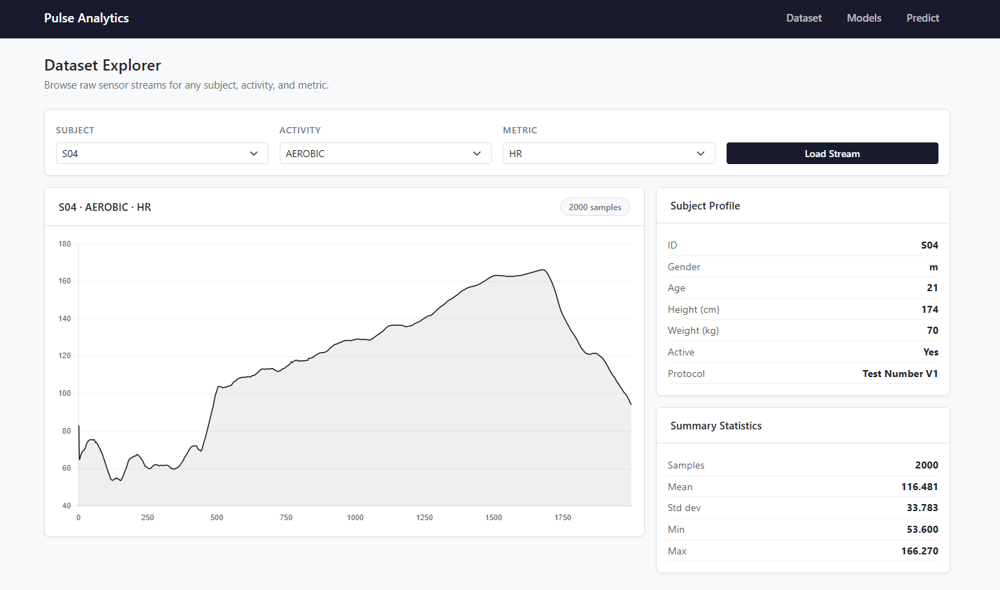 Pulse Analytics
Dataset
Models
Predict
Dataset Explorer
Browse raw sensor streams for any subject, activity, and metric.
SUBJECT
ACTIVITY
METRIC
S04
AEROBIC
HR
Load Stream
S04 · AEROBIC · HR
2000 samples
180
160
140
120
100
80
60
40
0
250
500
750
1000
1250
1500
1750
Subject Profile
ID S04
Gender m
Age 21
Height (cm) 174
Weight (kg) 70
Active Yes
Protocol Test Number V1
Summary Statistics
Samples 2000
Mean 116.481
Std dev 33.783
Min 53.600
Max 166.270